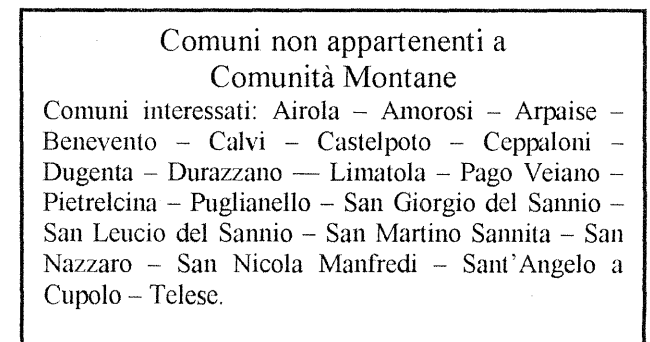 Comuni non appartenenti a
Comunità Montane
Comuni interessati: Airola – Amorosi – Arpaise –
Benevento – Calvi – Castelpoto – Ceppaloni –
Dugenta – Durazzano — Limatola – Pago Veiano –
Pietrelcina – Puglianello – San Giorgio del Sannio –
San Leucio del Sannio – San Martino Sannita – San
Nazzaro – San Nicola Manfredi – Sant'Angelo a
Cupolo – Telese.